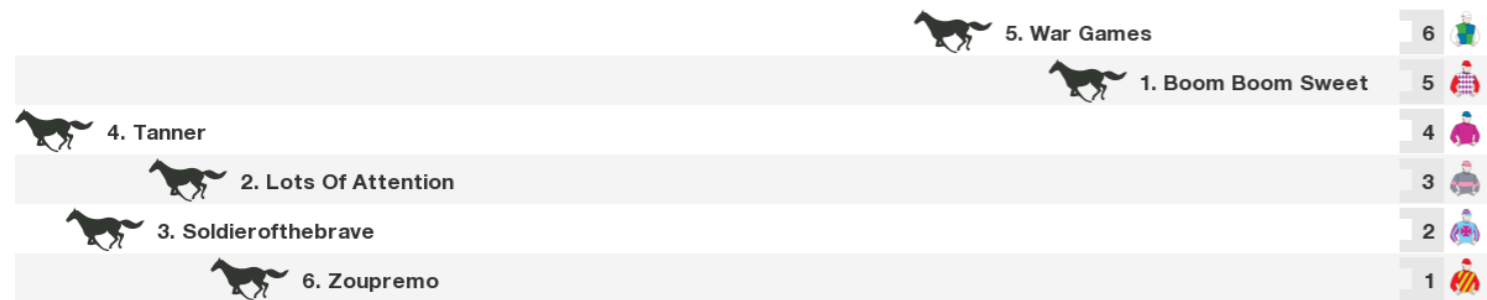 5. War Games 6
1. Boom Boom Sweet 5
4. Tanner 4
2. Lots Of Attention 3
3. Soldierofthebrave 2
6. Zoupremo 1